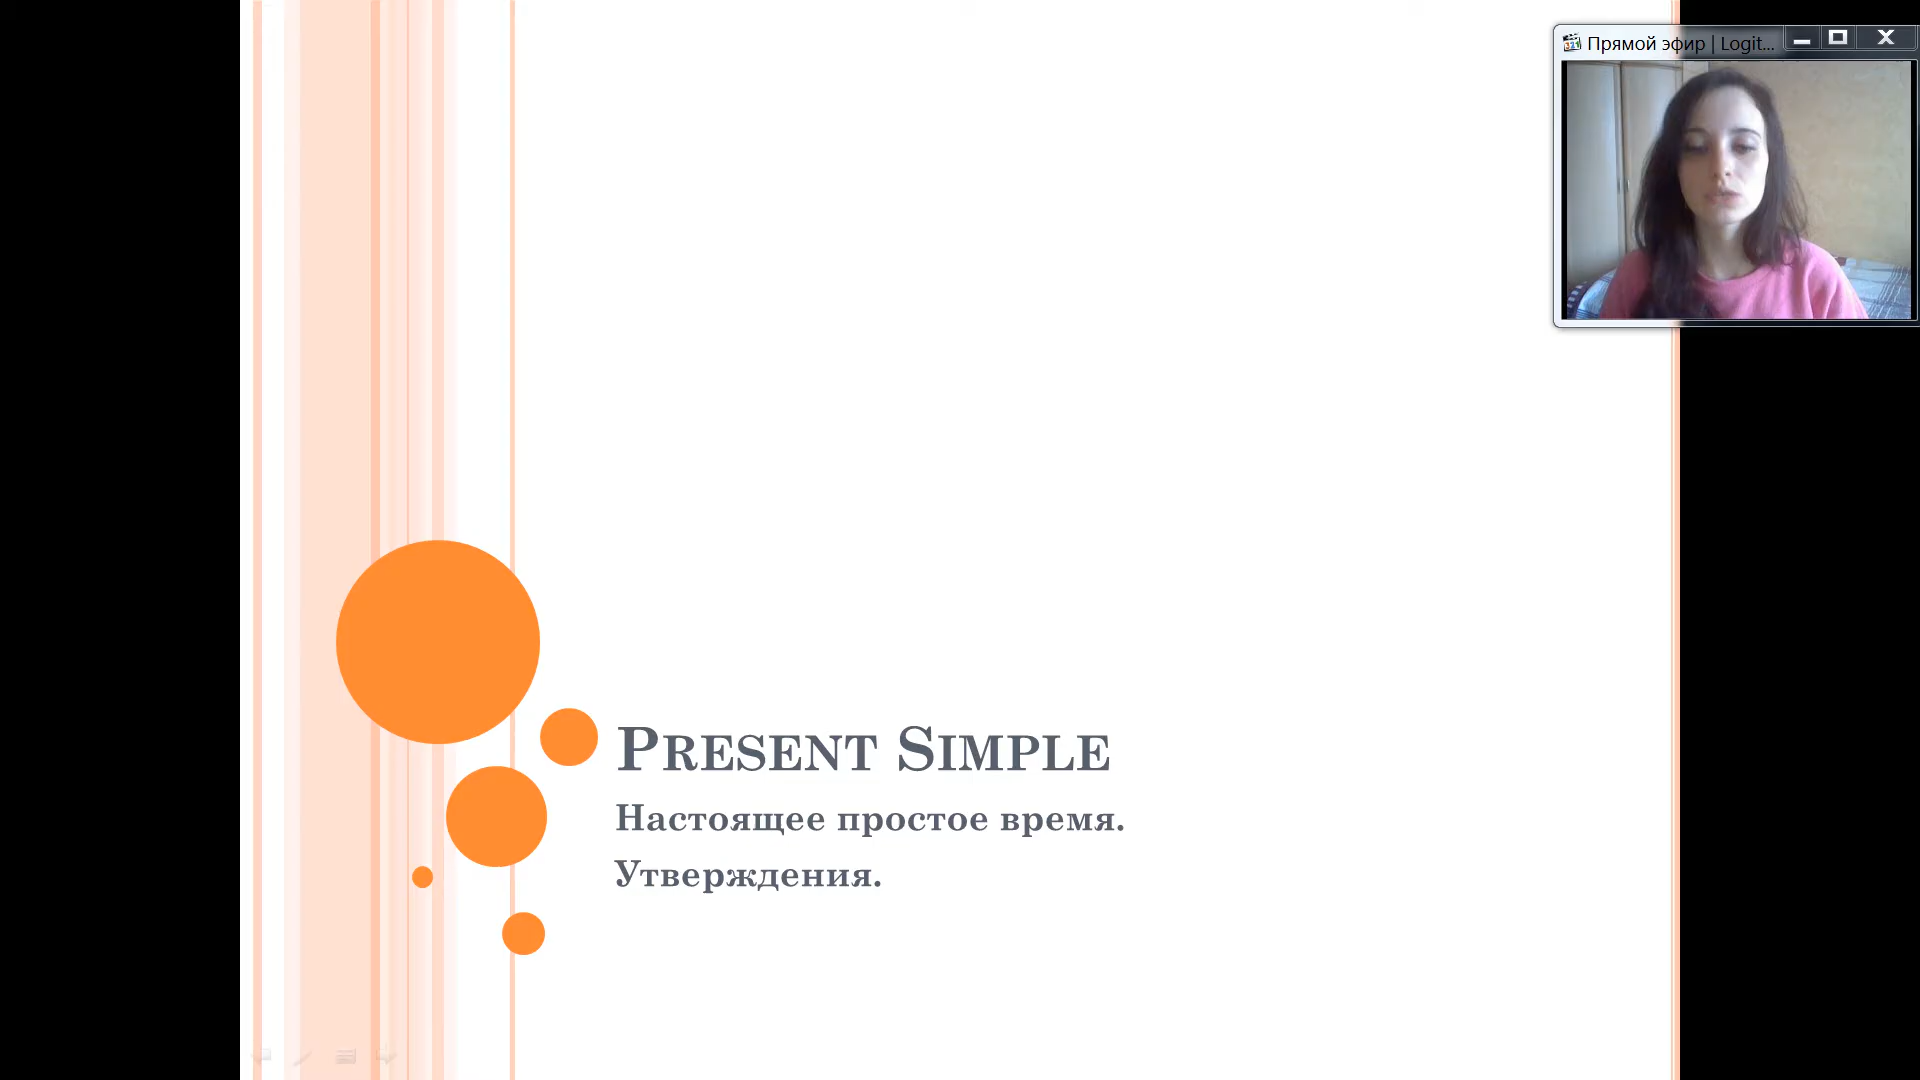 Прямой эфир | Logit...
PRESENT SIMPLE
Настоящее простое время.
Утверждения.